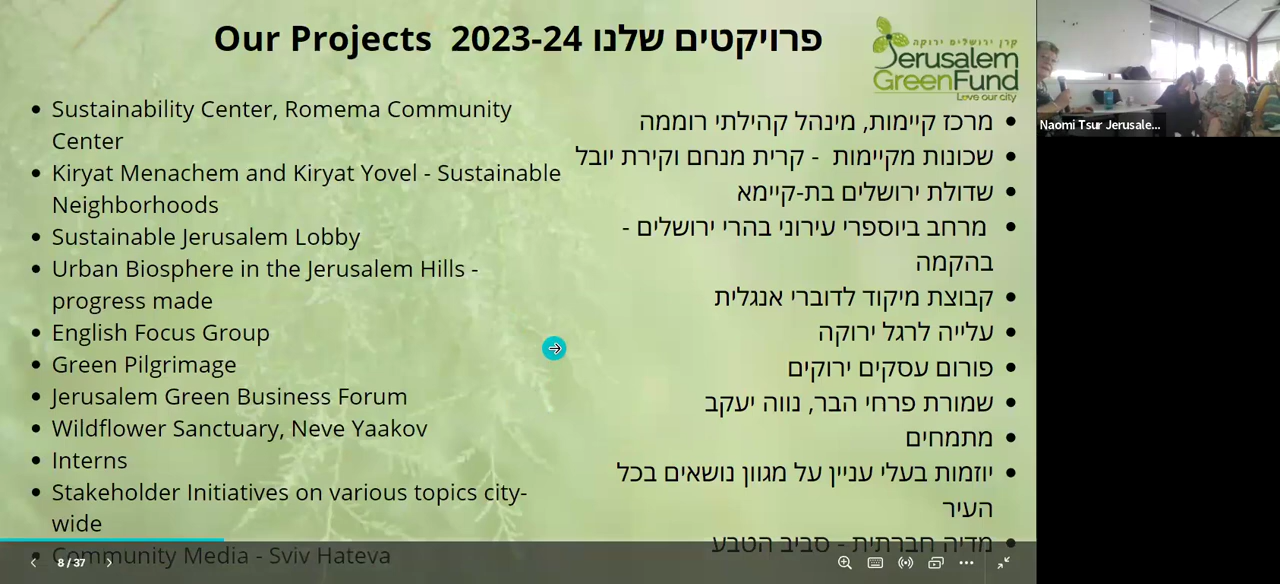 Our Projects 2023-24 פרויקטים שלנו
קרן ירושלים ירוקה
Jerusalem
GreenFund
Love our city
Sustainability Center, Romema Community
Center
Kiryat Menachem and Kiryat Yovel - Sustainable
Neighborhoods
Sustainable Jerusalem Lobby
Urban Biosphere in the Jerusalem Hills -
progress made
English Focus Group
Green Pilgrimage
Jerusalem Green Business Forum
Wildflower Sanctuary, Neve Yaakov
Interns
Stakeholder Initiatives on various topics city-
wide
Community Media - Sviv Hateva
מרכז קיימות, מינהל קהילתי רוממה
שכונות מקיימות - קרית מנחם וקירת יובל
שדולת ירושלים בת-קיימא
מרחב ביוספרי עירוני בהרי ירושלים -
בהקמה
קבוצת מיקוד לדוברי אנגלית
עלייה לרגל ירוקה
פורום עסקים ירוקים
שמורת פרחי הבר, נווה יעקב
מתמחים
יוזמות בעלי עניין על מגוון נושאים בכל
העיר
מדיה חברתית - סביב הטבע
Naomi Tsur Jerusale...
8 / 37